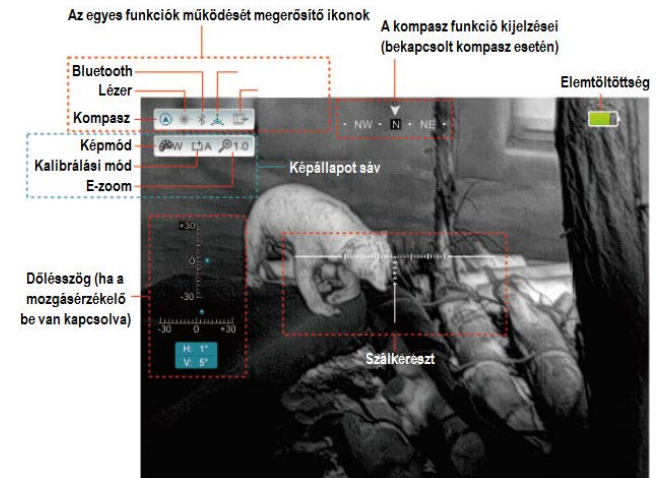 Az egyes funkciók működését megerősítő ikonok
A kompasz funkció kijelzései
(bekapcsolt kompasz esetén)
Bluetooth
Lézer
Elemtöltöttség
Kompasz
NW · N · NE
Képmód
W A 1.0
Kalibrálási mód
Képállapot sáv
E-zoom
+30
0
-30
Dőlésszög (ha a
mozgásérzékelő
be van kapcsolva)
-30 0 +30
H: 1°
V: 5°
Szálkereszt